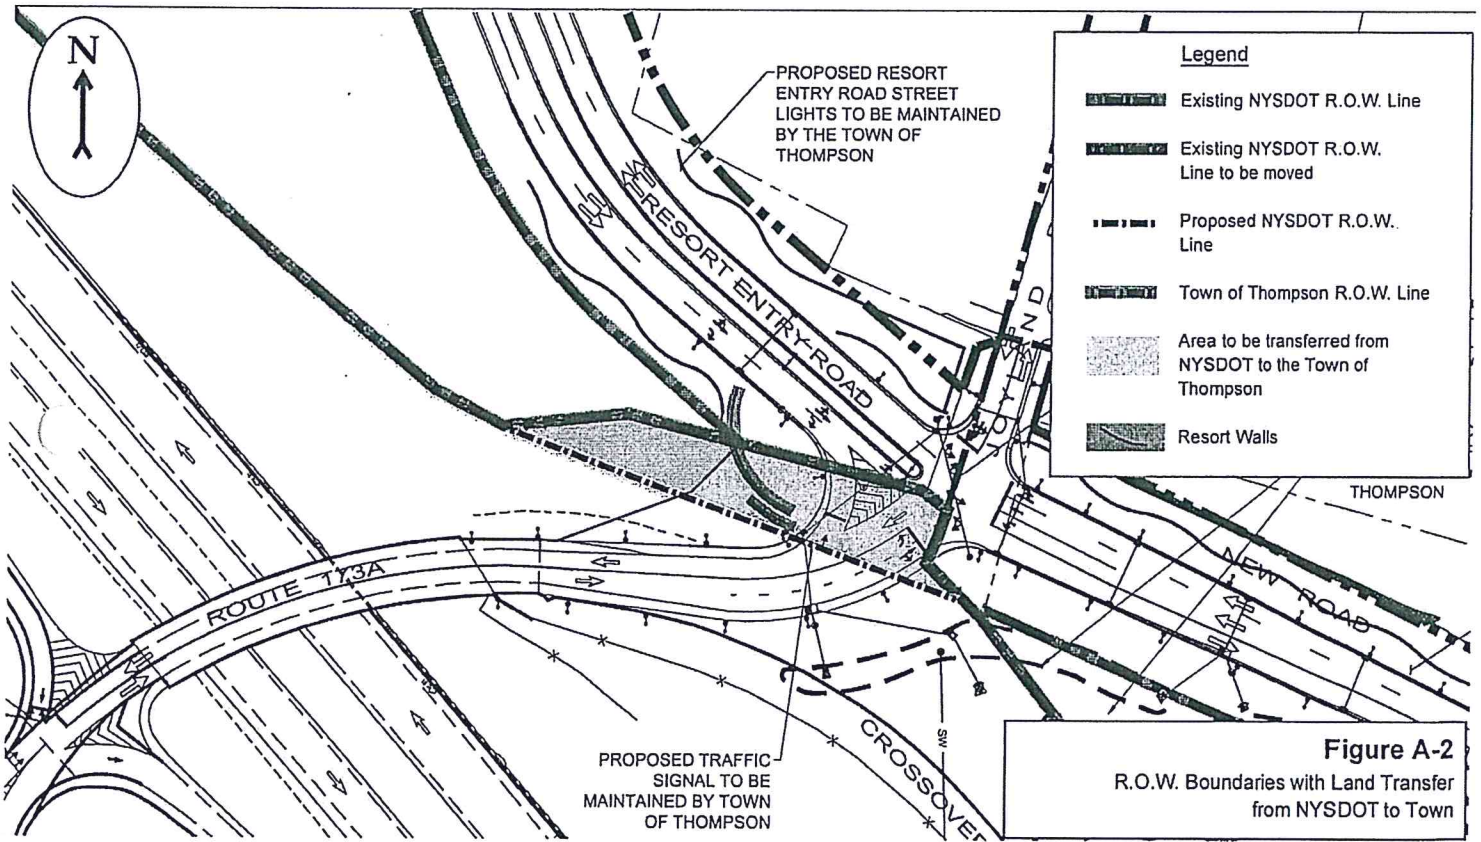 N
PROPOSED RESORT
ENTRY ROAD STREET
LIGHTS TO BE MAINTAINED
BY THE TOWN OF
THOMPSON
Legend
Existing NYSDOT R.O.W. Line
Existing NYSDOT R.O.W.
Line to be moved
Proposed NYSDOT R.O.W.
Line
Town of Thompson R.O.W. Line
Area to be transferred from
NYSDOT to the Town of
Thompson
Resort Walls
THOMPSON
RESORT ENTRY ROAD
JOYLAND
NEW ROAD
ROUTE 173A
CROSSOVER
SW
PROPOSED TRAFFIC
SIGNAL TO BE
MAINTAINED BY TOWN
OF THOMPSON
Figure A-2
R.O.W. Boundaries with Land Transfer
from NYSDOT to Town